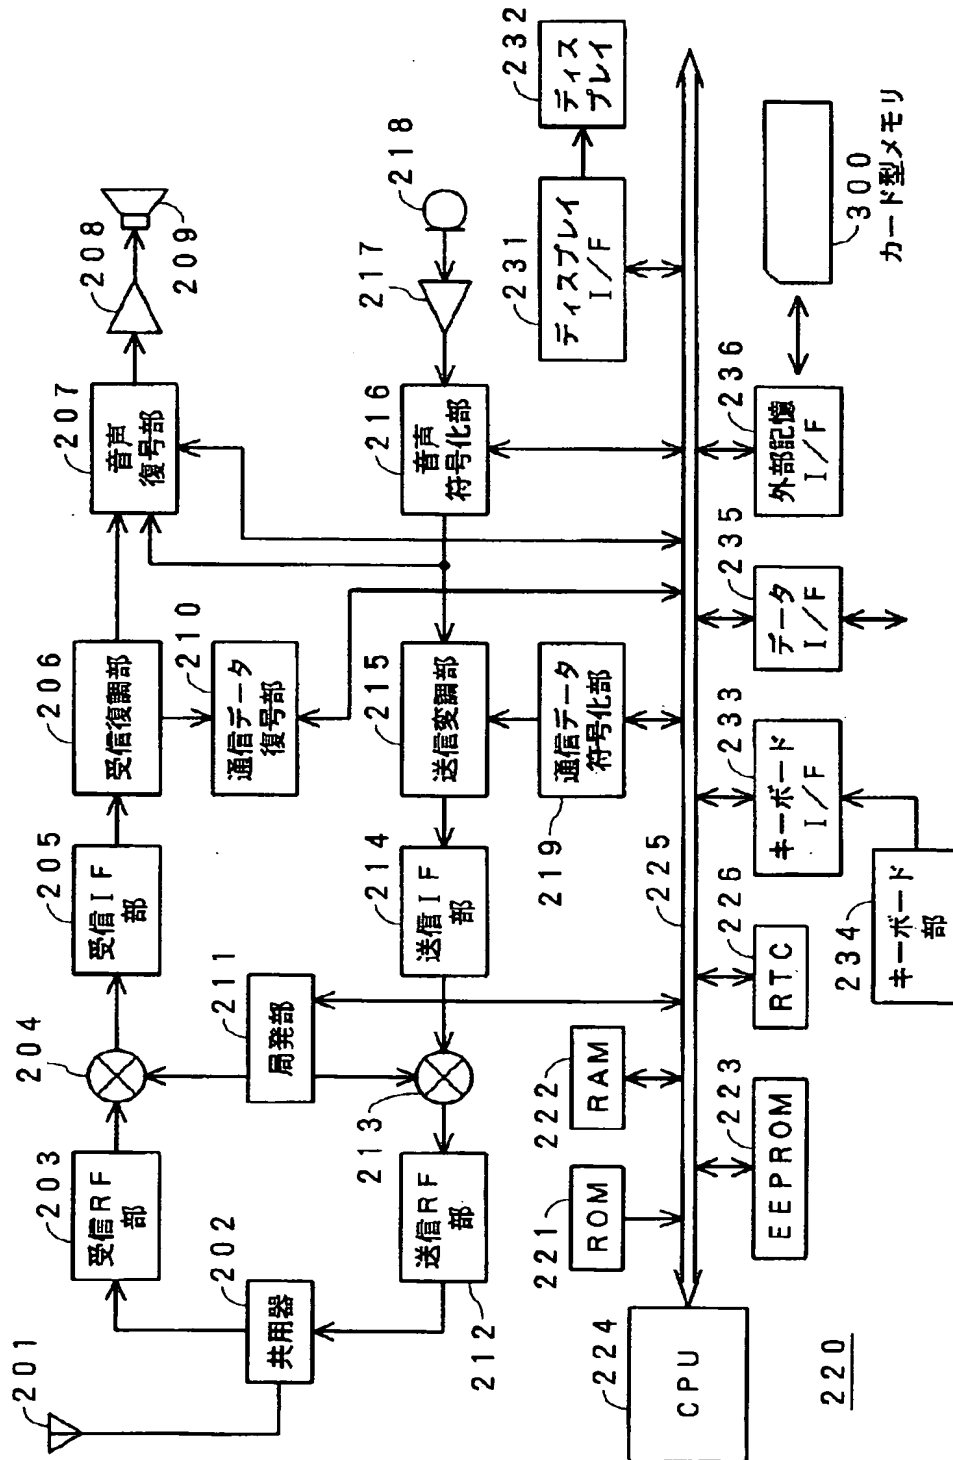 201
共用器
202
受信RF
部
203
204
受信IF
部
205
受信復調部
206
音声
復号部
207
208
209
通信データ
復号部
210
局発部
211
送信RF
部
212
213
送信IF
部
214
送信変調部
215
音声
符号化部
216
217
218
通信データ
符号化部
219
CPU
224
ROM
221
RAM
222
EEPROM
223
RTC
226
225
キーボード
I/F
233
キーボード
部
234
データ
I/F
235
外部記憶
I/F
236
ディスプレイ
I/F
231
ディス
プレイ
232
300
カード型メモリ
220